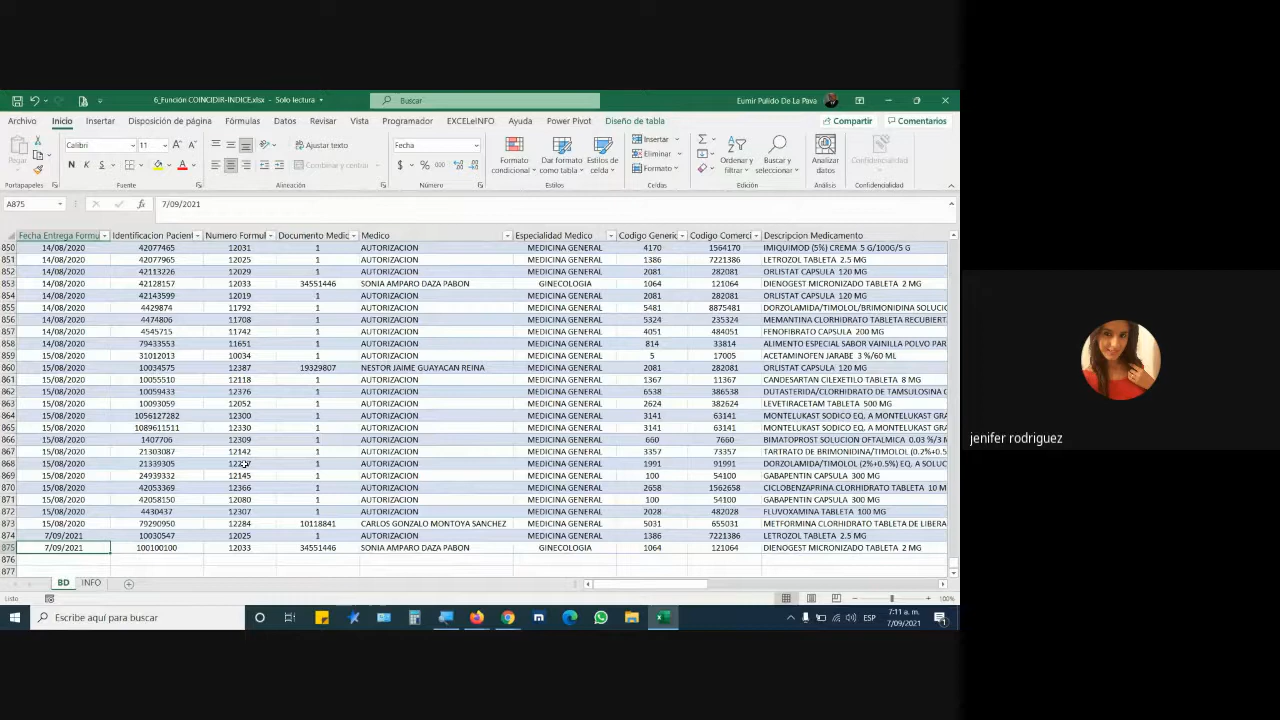 6_Función COINCIDIR-INDICE.xlsx - Solo lectura
Buscar
Eumir Pulido De La Pava
Archivo Inicio Insertar Disposición de página Fórmulas Datos Revisar Vista Programador EXCELeINFO Ayuda Power Pivot Diseño de tabla Compartir Comentarios
Pegar Calibri 11 Ajustar texto Fecha Insertar
Combinar y centrar Formato condicional Dar formato como tabla Estilos de celda Eliminar Ordenar y filtrar Buscar y seleccionar Analizar datos Confidencialidad
N K S $ % 000 Formato
Portapapeles Fuente Alineación Número Estilos Celdas Edición Análisis Confidencialidad
A875 7/09/2021
Fecha Entrega Formu Identificacion Pacient Numero Formul Documento Medic Medico Especialidad Medico Codigo Generic Codigo Comerci Descripcion Medicamento
850 14/08/2020 42077465 12031 1 AUTORIZACION MEDICINA GENERAL 4170 1564170 IMIQUIMOD (5%) CREMA 5 G/100G/5 G
851 14/08/2020 42077965 12025 1 AUTORIZACION MEDICINA GENERAL 1386 7221386 LETROZOL TABLETA 2.5 MG
852 14/08/2020 42113226 12029 1 AUTORIZACION MEDICINA GENERAL 2081 282081 ORLISTAT CAPSULA 120 MG
853 14/08/2020 42128157 12033 34551446 SONIA AMPARO DAZA PABON GINECOLOGIA 1064 121064 DIENOGEST MICRONIZADO TABLETA 2 MG
854 14/08/2020 42143599 12019 1 AUTORIZACION MEDICINA GENERAL 2081 282081 ORLISTAT CAPSULA 120 MG
855 14/08/2020 4429874 11792 1 AUTORIZACION MEDICINA GENERAL 5481 8875481 DORZOLAMIDA/TIMOLOL/BRIMONIDINA SOLUCIO
856 14/08/2020 4474806 11708 1 AUTORIZACION MEDICINA GENERAL 5324 235324 MEMANTINA CLORHIDRATO TABLETA RECUBIERT
857 14/08/2020 4545715 11742 1 AUTORIZACION MEDICINA GENERAL 4051 484051 FENOFIBRATO CAPSULA 200 MG
858 14/08/2020 79433553 11651 1 AUTORIZACION MEDICINA GENERAL 814 33814 ALIMENTO ESPECIAL SABOR VAINILLA POLVO PAR
859 15/08/2020 31012013 10034 1 AUTORIZACION MEDICINA GENERAL 5 17005 ACETAMINOFEN JARABE 3 %/60 ML
860 15/08/2020 10034575 12387 19329807 NESTOR JAIME GUAYACAN REINA MEDICINA GENERAL 2081 282081 ORLISTAT CAPSULA 120 MG
861 15/08/2020 10055510 12118 1 AUTORIZACION MEDICINA GENERAL 1367 11367 CANDESARTAN CILEXETILO TABLETA 8 MG
862 15/08/2020 10059433 12376 1 AUTORIZACION MEDICINA GENERAL 6538 386538 DUTASTERIDA/CLORHIDRATO DE TAMSULOSINA
863 15/08/2020 10093059 12052 1 AUTORIZACION MEDICINA GENERAL 2624 382624 LEVETIRACETAM TABLETA 500 MG
864 15/08/2020 1056127282 12300 1 AUTORIZACION MEDICINA GENERAL 3141 63141 MONTELUKAST SODICO EQ. A MONTELUKAST GRA
865 15/08/2020 1089611511 12330 1 AUTORIZACION MEDICINA GENERAL 3141 63141 MONTELUKAST SODICO EQ. A MONTELUKAST GRA
866 15/08/2020 1407706 12309 1 AUTORIZACION MEDICINA GENERAL 660 7660 BIMATOPROST SOLUCION OFTALMICA 0.03 %/3 M
867 15/08/2020 21303087 12142 1 AUTORIZACION MEDICINA GENERAL 3357 73357 TARTRATO DE BRIMONIDINA/TIMOLOL (0.2%+0.5
868 15/08/2020 21339305 1 AUTORIZACION MEDICINA GENERAL 1991 91991 DORZOLAMIDA/TIMOLOL (2%+0.5%) EQ. A SOLUC
869 15/08/2020 24939332 12145 1 AUTORIZACION MEDICINA GENERAL 100 54100 GABAPENTIN CAPSULA 300 MG
870 15/08/2020 42053369 12366 1 AUTORIZACION MEDICINA GENERAL 2658 1562658 CICLOBENZAPRINA CLORHIDRATO TABLETA 10 M
871 15/08/2020 42058150 12080 1 AUTORIZACION MEDICINA GENERAL 100 54100 GABAPENTIN CAPSULA 300 MG
872 15/08/2020 4430437 12307 1 AUTORIZACION MEDICINA GENERAL 2028 482028 FLUVOXAMINA TABLETA 100 MG
873 15/08/2020 79290950 12284 10118841 CARLOS GONZALO MONTOYA SANCHEZ MEDICINA GENERAL 5031 655031 METFORMINA CLORHIDRATO TABLETA DE LIBERA
874 7/09/2021 10030547 12025 1 AUTORIZACION MEDICINA GENERAL 1386 7221386 LETROZOL TABLETA 2.5 MG
875 7/09/2021 100100100 12033 34551446 SONIA AMPARO DAZA PABON GINECOLOGIA 1064 121064 DIENOGEST MICRONIZADO TABLETA 2 MG
876
877
BD INFO
Listo 100%
Escribe aquí para buscar ESP 7:11 a. m.
7/09/2021
jenifer rodriguez